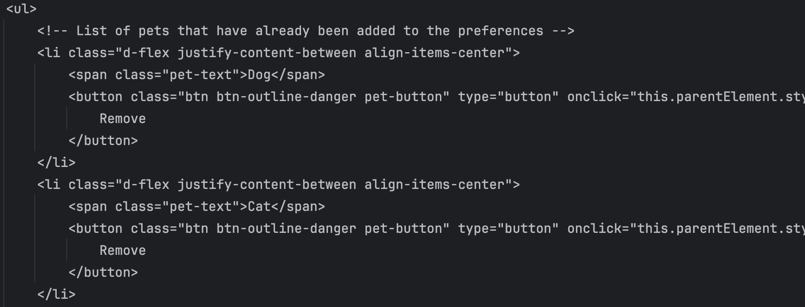 <ul>
<!-- List of pets that have already been added to the preferences -->
<li class="d-flex justify-content-between align-items-center">
<span class="pet-text">Dog</span>
<button class="btn btn-outline-danger pet-button" type="button" onclick="this.parentElement.sty
Remove
</button>
</li>
<li class="d-flex justify-content-between align-items-center">
<span class="pet-text">Cat</span>
<button class="btn btn-outline-danger pet-button" type="button" onclick="this.parentElement.sty
Remove
</button>
</li>